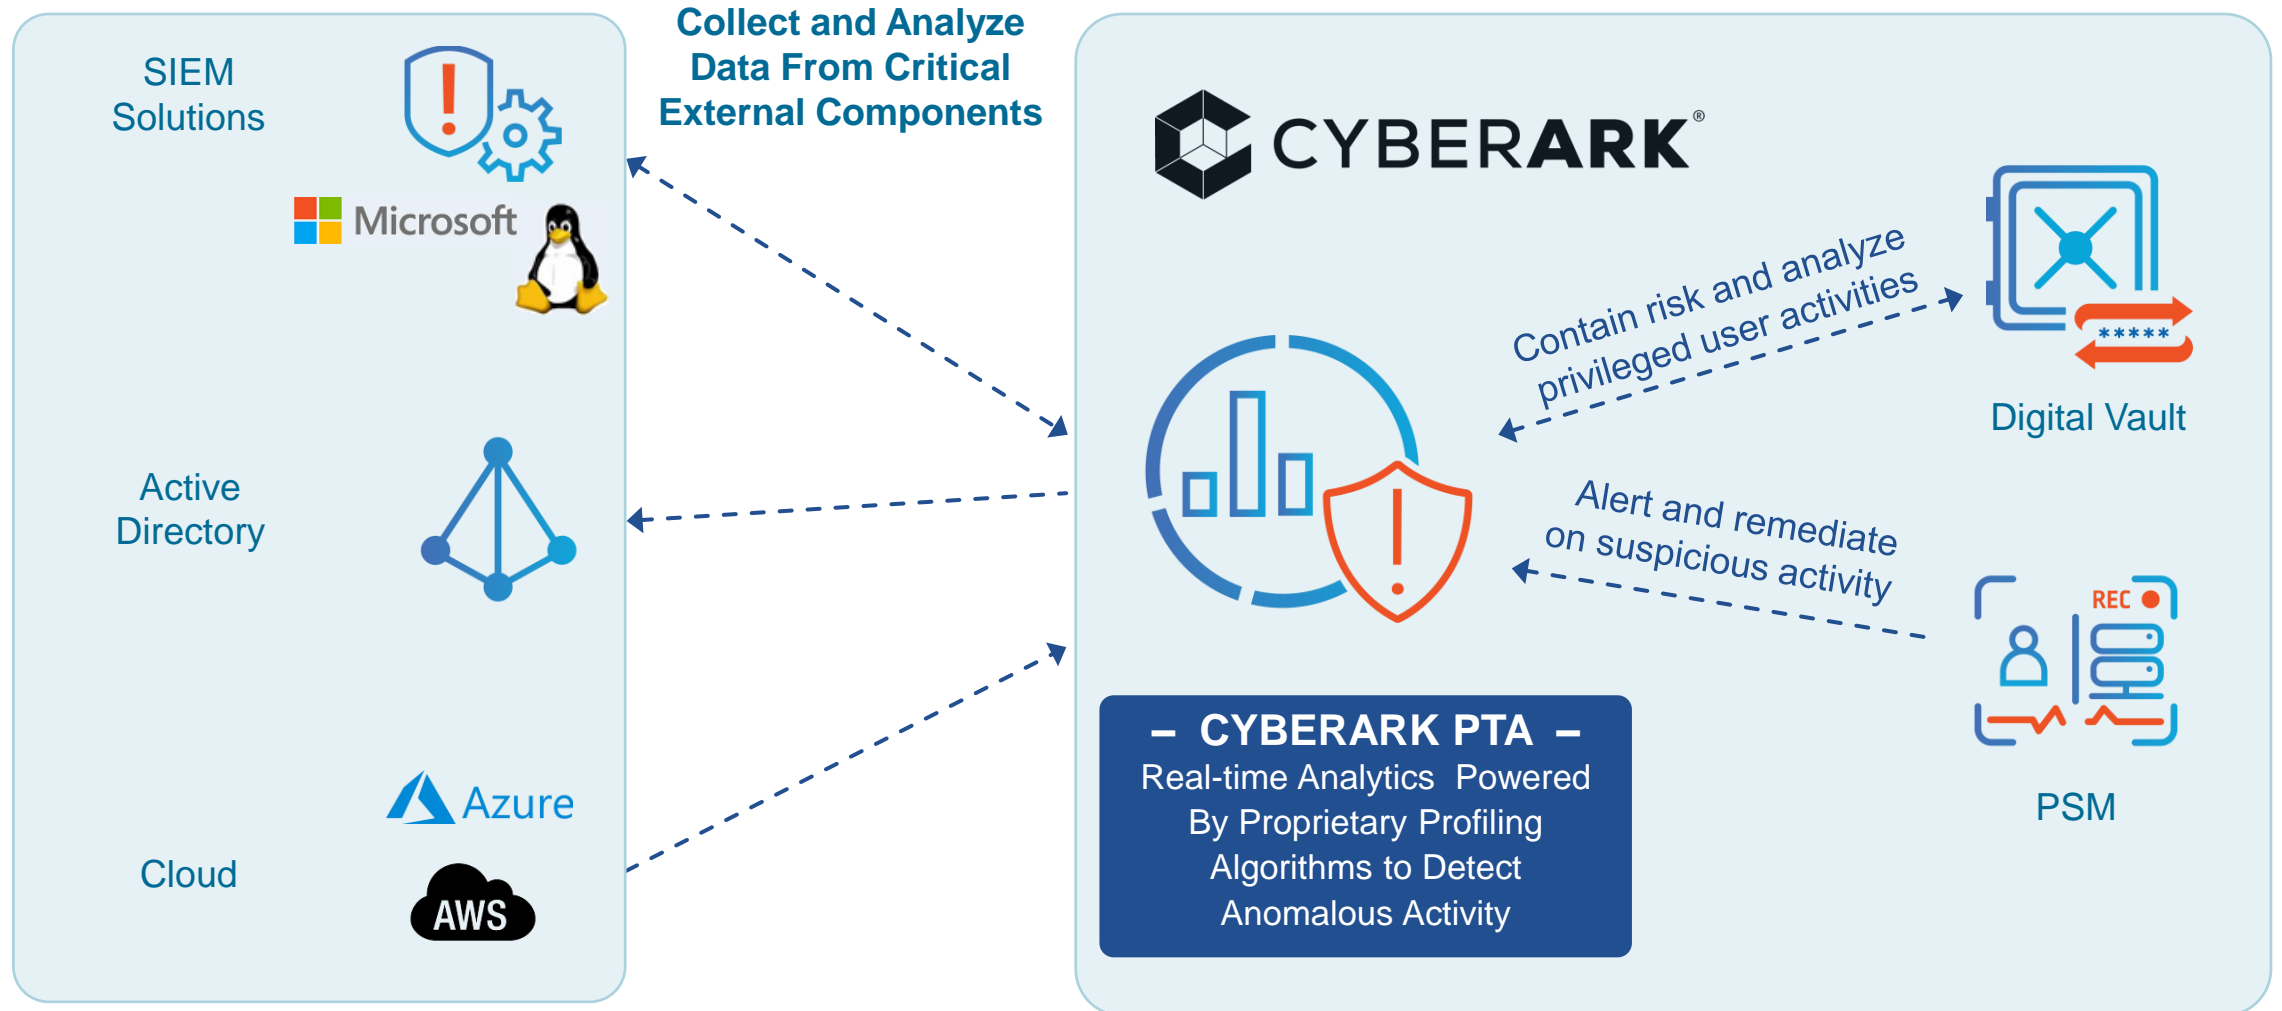 SIEM
Solutions
Microsoft
Active
Directory
Azure
Cloud
AWS
Collect and Analyze
Data From Critical
External Components
CYBERARK®
Contain risk and analyze
privileged user activities
*****
Digital Vault
Alert and remediate
on suspicious activity
REC
PSM
– CYBERARK PTA –
Real-time Analytics Powered
By Proprietary Profiling
Algorithms to Detect
Anomalous Activity